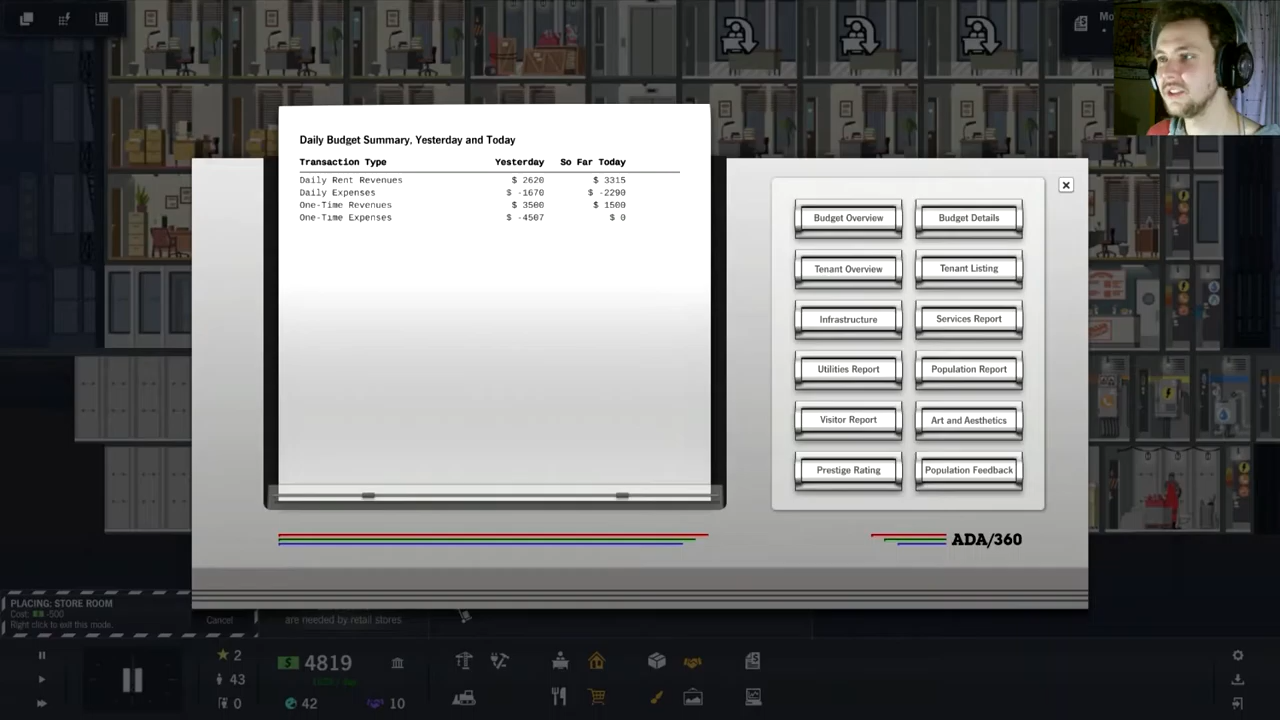 Mo
Daily Budget Summary, Yesterday and Today
Transaction Type Yesterday So Far Today
Daily Rent Revenues $ 2620 $ 3315
Daily Expenses $ -1670 $ -2290
One-Time Revenues $ 3500 $ 1500
One-Time Expenses $ -4507 $ 0
Budget Overview Budget Details
Tenant Overview Tenant Listing
Infrastructure Services Report
Utilities Report Population Report
Visitor Report Art and Aesthetics
Prestige Rating Population Feedback
ADA/360
PLACING: STORE ROOM
Cost: -500
Right click to exit this mode.
Cancel
are needed by retail stores
2
4819
43
0
42
10